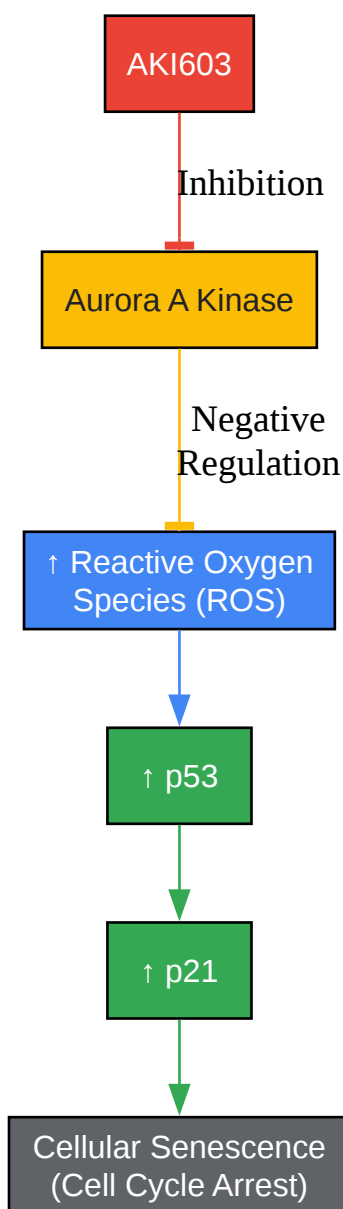 AKI603
Inhibition
Aurora A Kinase
Negative
Regulation
↑ Reactive Oxygen
Species (ROS)
↑ p53
↑ p21
Cellular Senescence
(Cell Cycle Arrest)